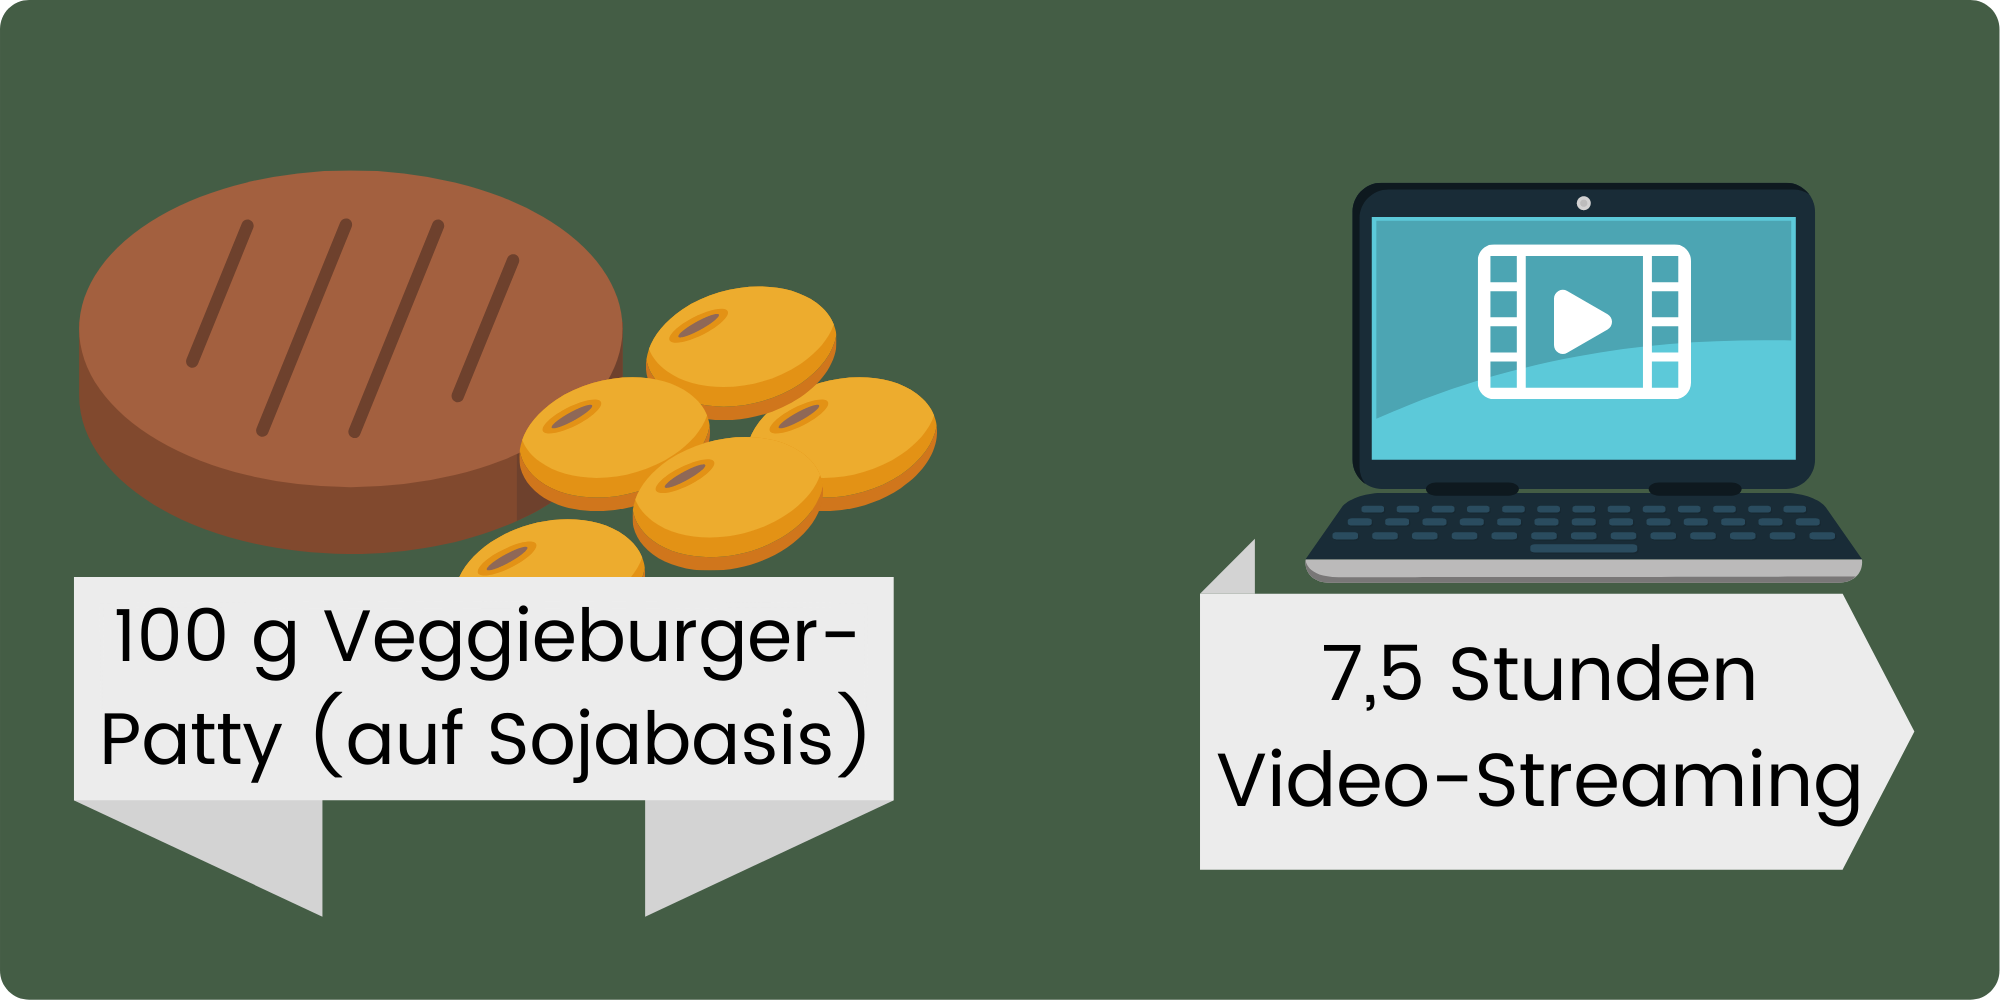 100 g Veggieburger-
Patty (auf Sojabasis)
7,5 Stunden
Video-Streaming